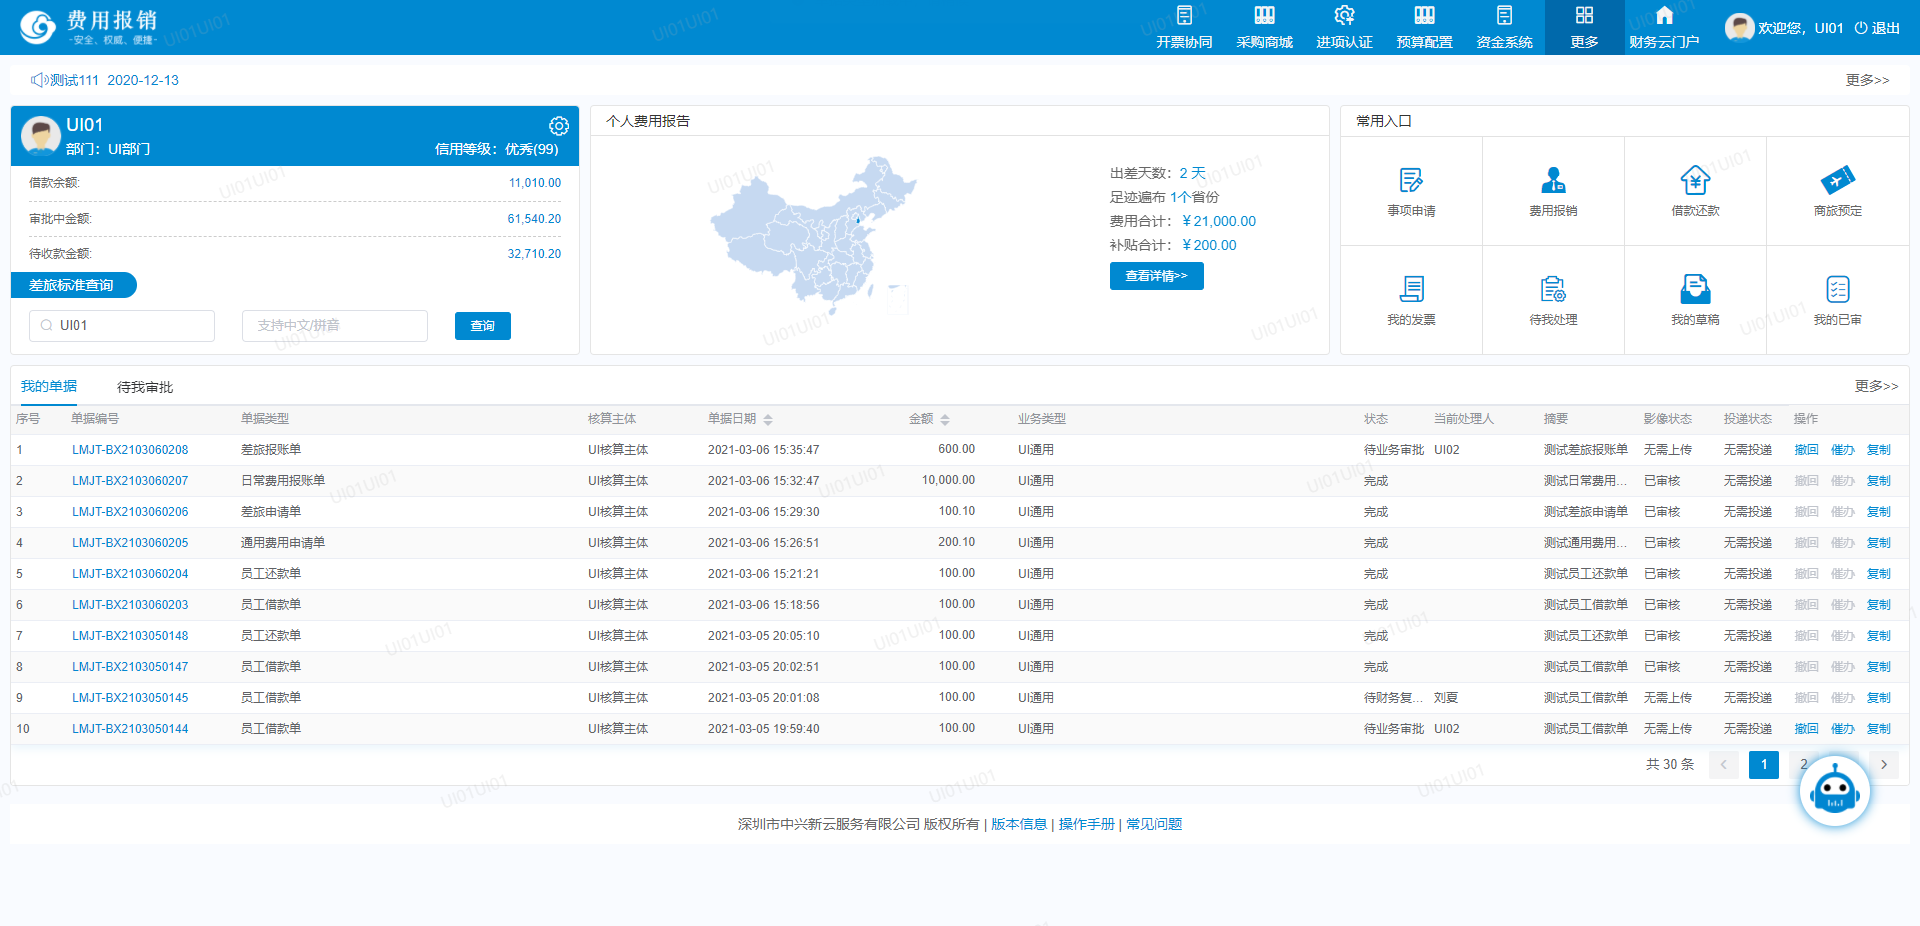 费用报销
-安全、权威、便捷-
开票协同 采购商城 进项认证 预算配置 资金系统 更多 财务云门户 欢迎您，UI01 退出
测试111 2020-12-13 更多>>
UI01
部门：UI部门 信用等级：优秀(99)
借款余额: 11,010.00
审批中金额: 61,540.20
待收款金额: 32,710.20
差旅标准查询
UI01 支持中文/拼音 查询
个人费用报告
出差天数：2 天
足迹遍布 1个省份
费用合计：￥21,000.00
补贴合计：￥200.00
查看详情>>
常用入口
事项申请 费用报销 借款还款 商旅预定
我的发票 待我处理 我的草稿 我的已审
我的单据 待我审批 更多>>
序号 单据编号 单据类型 核算主体 单据日期 金额 业务类型 状态 当前处理人 摘要 影像状态 投递状态 操作
1 LMJT-BX2103060208 差旅报账单 UI核算主体 2021-03-06 15:35:47 600.00 UI通用 待业务审批 UI02 测试差旅报账单 无需上传 无需投递 撤回 催办 复制
2 LMJT-BX2103060207 日常费用报账单 UI核算主体 2021-03-06 15:32:47 10,000.00 UI通用 完成 测试日常费用... 已审核 无需投递 撤回 催办 复制
3 LMJT-BX2103060206 差旅申请单 UI核算主体 2021-03-06 15:29:30 100.10 UI通用 完成 测试差旅申请单 已审核 无需投递 撤回 催办 复制
4 LMJT-BX2103060205 通用费用申请单 UI核算主体 2021-03-06 15:26:51 200.10 UI通用 完成 测试通用费用... 已审核 无需投递 撤回 催办 复制
5 LMJT-BX2103060204 员工还款单 UI核算主体 2021-03-06 15:21:21 100.00 UI通用 完成 测试员工还款单 已审核 无需投递 撤回 催办 复制
6 LMJT-BX2103060203 员工借款单 UI核算主体 2021-03-06 15:18:56 100.00 UI通用 完成 测试员工借款单 已审核 无需投递 撤回 催办 复制
7 LMJT-BX2103050148 员工还款单 UI核算主体 2021-03-05 20:05:10 100.00 UI通用 完成 测试员工还款单 已审核 无需投递 撤回 催办 复制
8 LMJT-BX2103050147 员工借款单 UI核算主体 2021-03-05 20:02:51 100.00 UI通用 完成 测试员工借款单 已审核 无需投递 撤回 催办 复制
9 LMJT-BX2103050145 员工借款单 UI核算主体 2021-03-05 20:01:08 100.00 UI通用 待财务复... 刘夏 测试员工借款单 无需上传 无需投递 撤回 催办 复制
10 LMJT-BX2103050144 员工借款单 UI核算主体 2021-03-05 19:59:40 100.00 UI通用 待业务审批 UI02 测试员工借款单 无需上传 无需投递 撤回 催办 复制
共 30 条 < 1 2 >
深圳市中兴新云服务有限公司 版权所有 | 版本信息 | 操作手册 | 常见问题